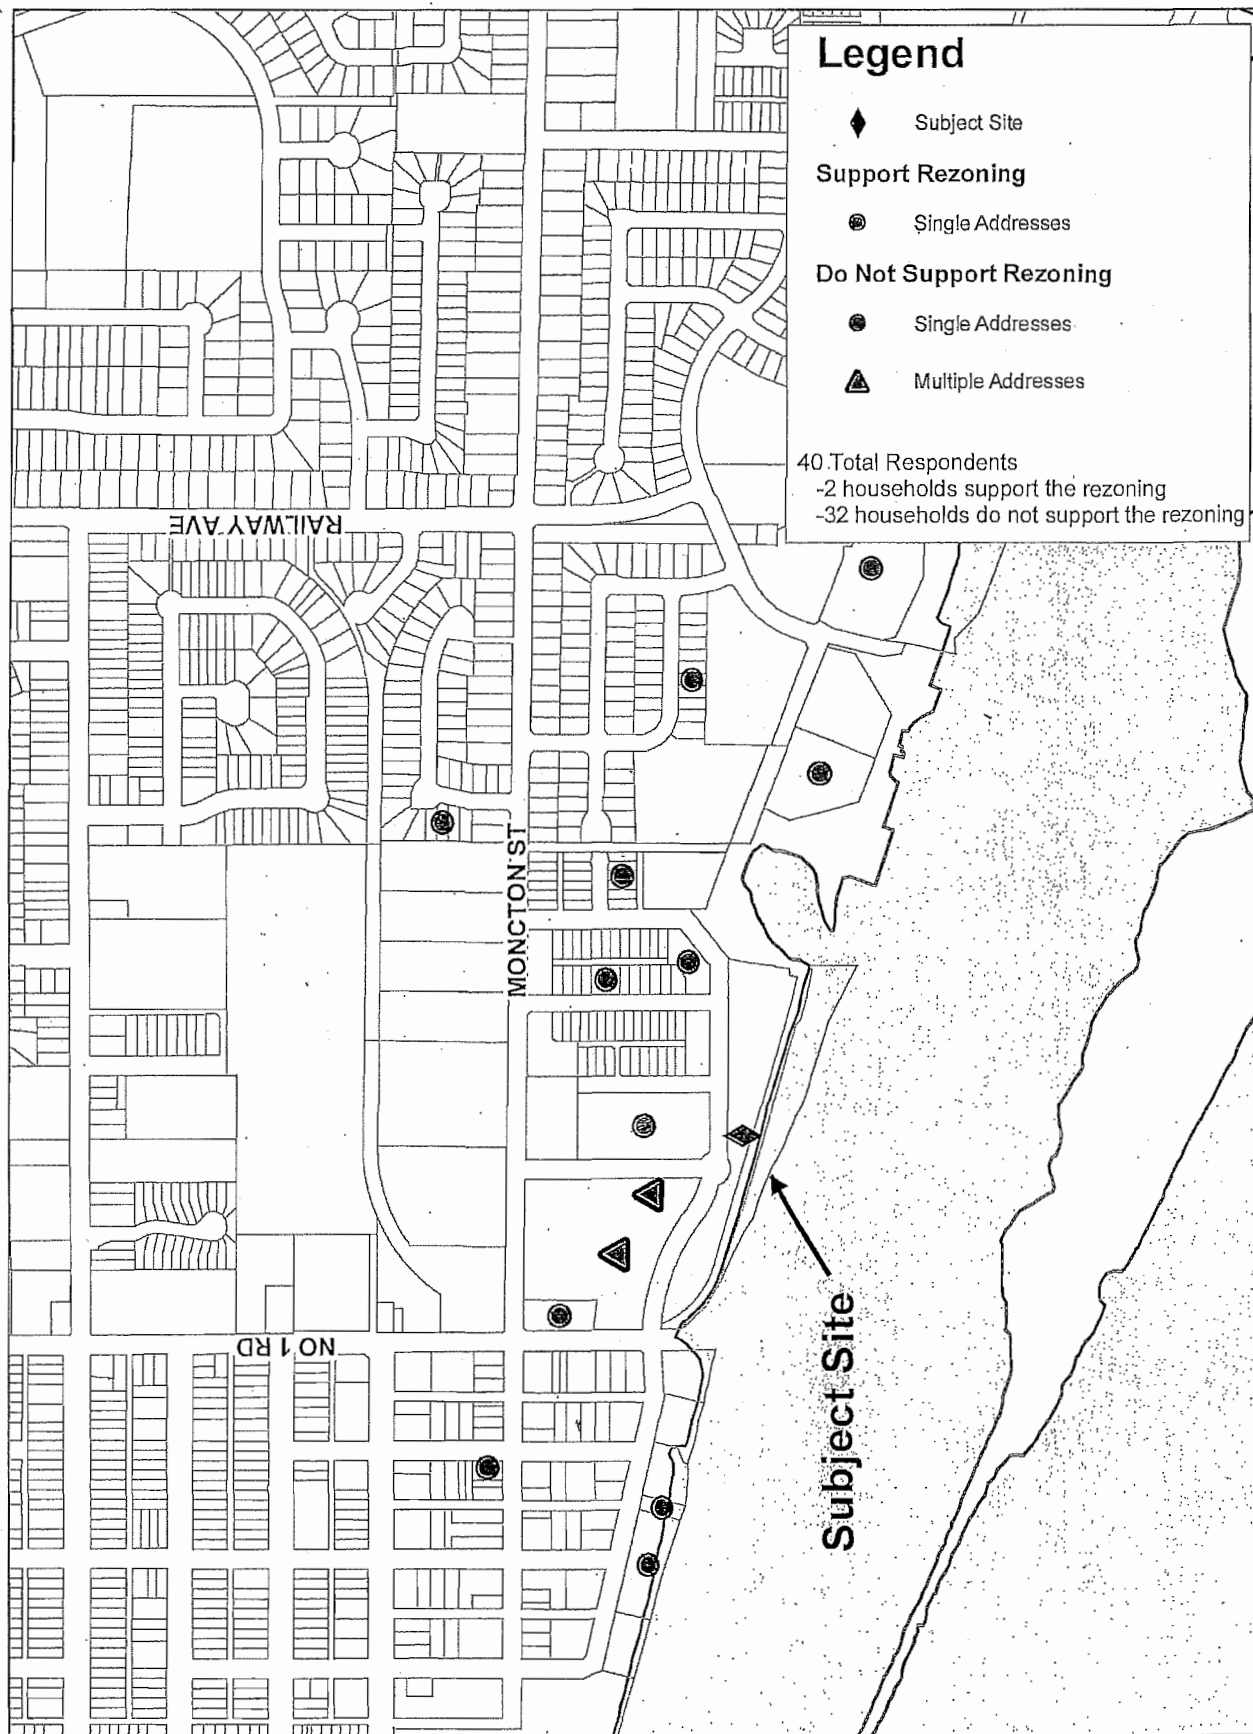 Legend
Subject Site
Support Rezoning
Single Addresses
Do Not Support Rezoning
Single Addresses
Multiple Addresses
40 Total Respondents
-2 households support the rezoning
-32 households do not support the rezoning
RAILWAY AVE
MONCTON ST
NO 1 RD
Subject Site